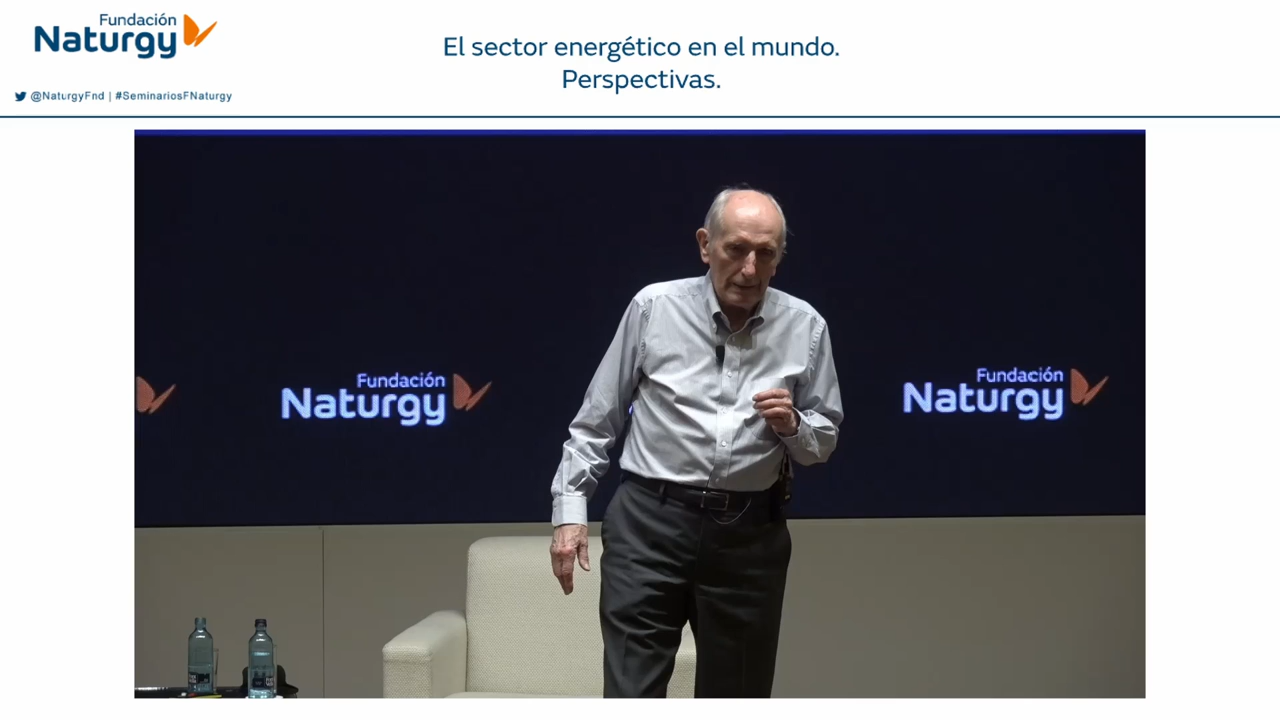 Fundación
Naturgy
@NaturgyFnd | #SeminariosFNaturgy
El sector energético en el mundo.
Perspectivas.
Fundación
Naturgy
Fundación
Naturgy